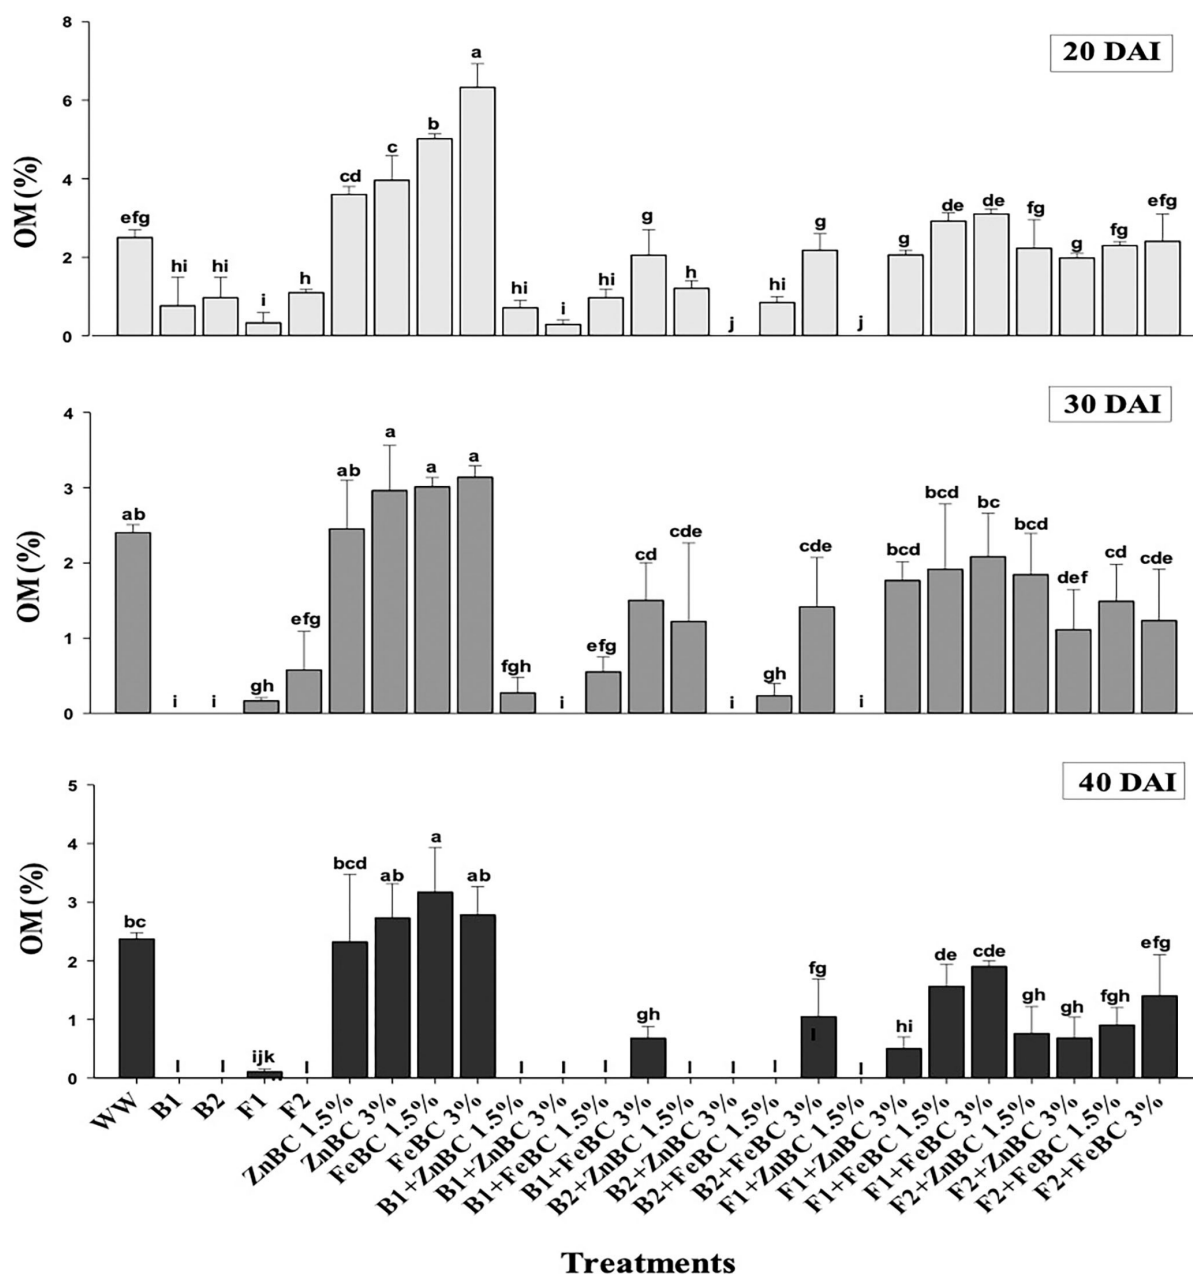 20 DAI
OM (%)
8
6
4
2
0
efg hi hi i h cd c b a hi i hi g h j hi g j g de de fg g fg efg
30 DAI
OM (%)
4
3
2
1
0
ab i i gh efg ab a a a fgh i efg cd cde i gh cde i bcd bcd bc bcd def cd cde
40 DAI
OM (%)
5
4
3
2
1
0
bc l l ijk l bcd ab a ab l l l gh l l l fg l l hi de cde gh gh fgh efg
WW
B1
B2
F1
F2
ZnBC 1.5%
ZnBC 3%
FeBC 1.5%
FeBC 3%
B1+ZnBC 1.5%
B1+ZnBC 3%
B1+FeBC 1.5%
B1+FeBC 3%
B2+ZnBC 1.5%
B2+ZnBC 3%
B2+FeBC 1.5%
B2+FeBC 3%
F1+ZnBC 1.5%
F1+ZnBC 3%
F1+FeBC 1.5%
F1+FeBC 3%
F2+ZnBC 1.5%
F2+ZnBC 3%
F2+FeBC 1.5%
F2+FeBC 3%
Treatments